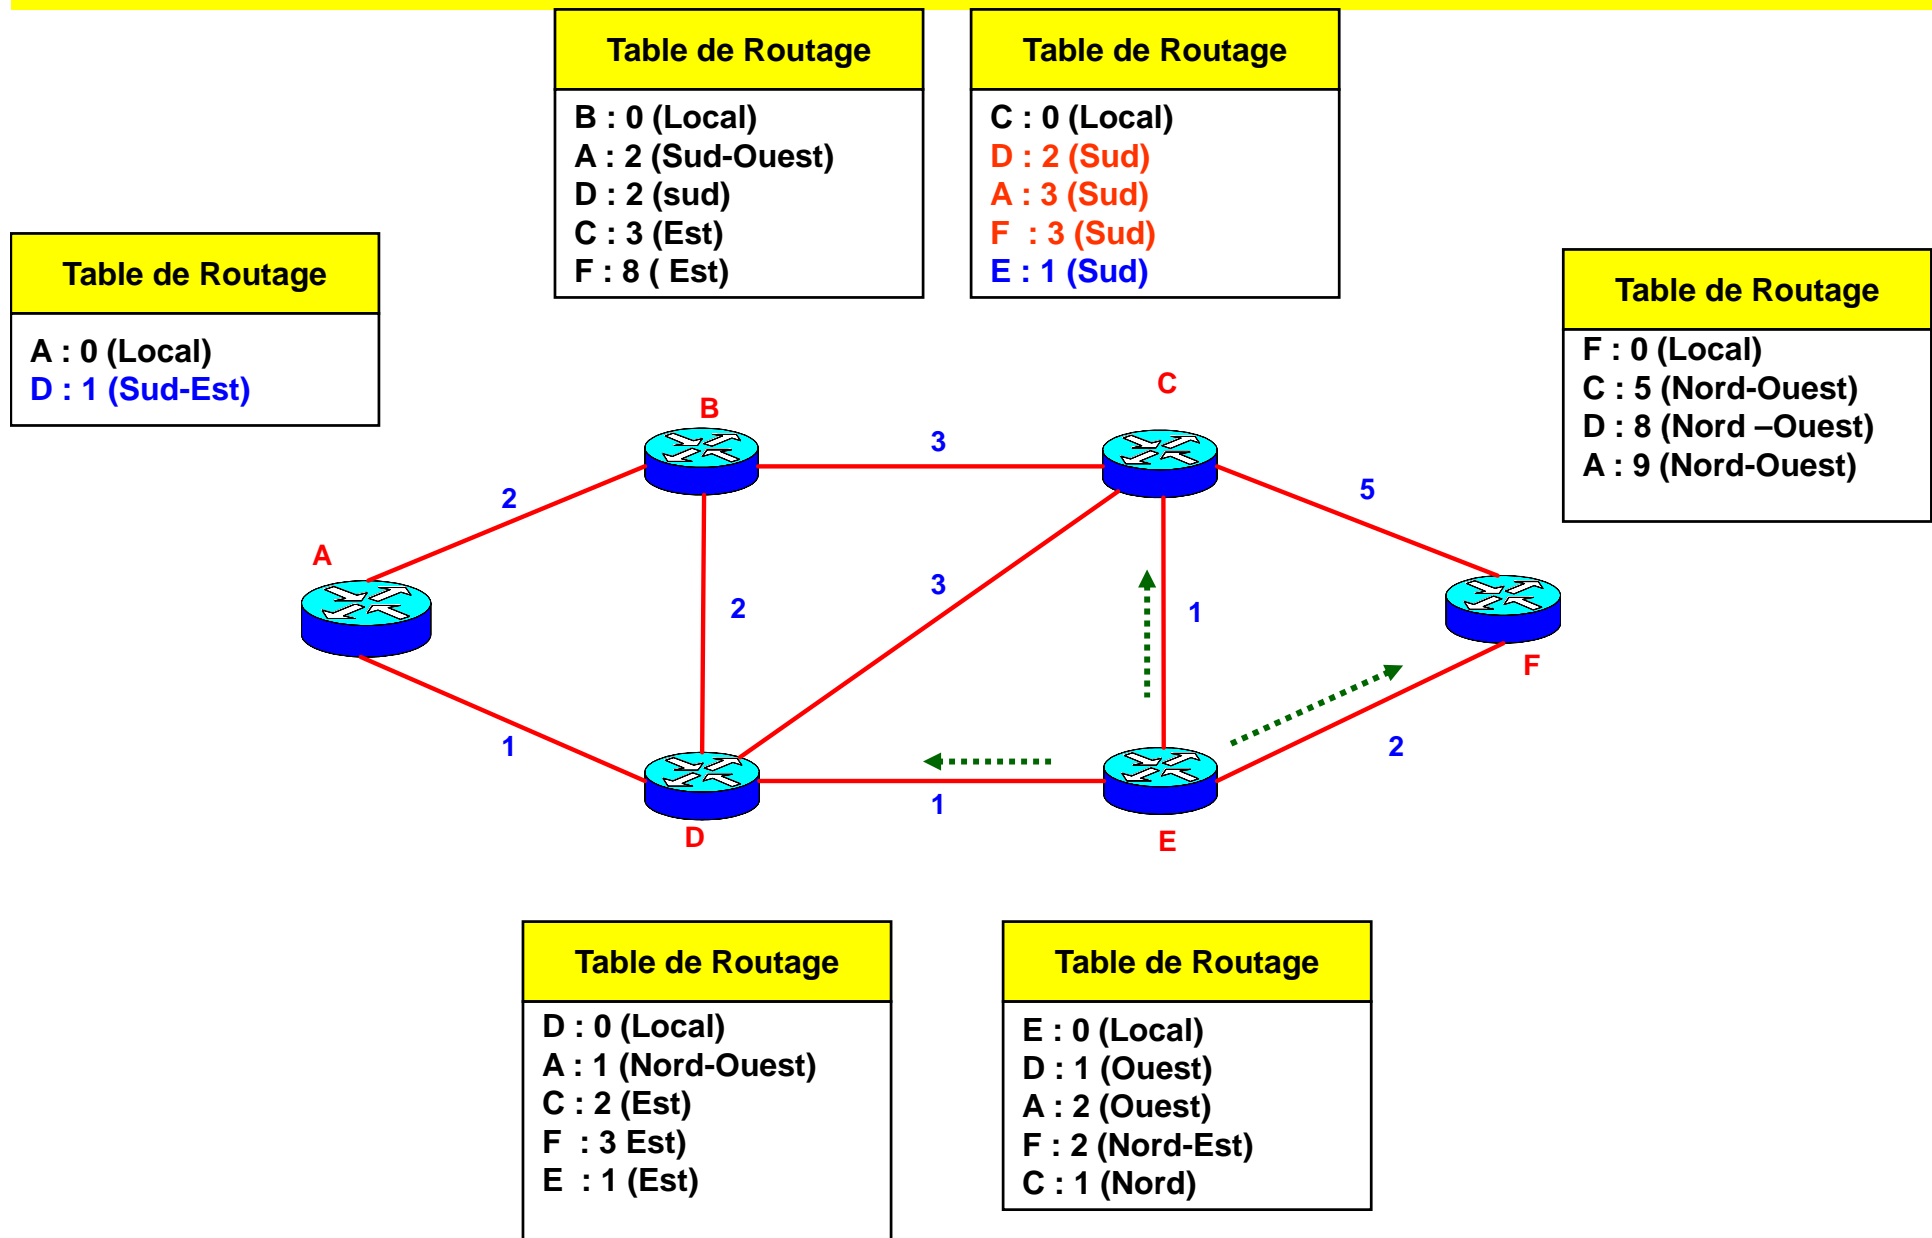 Table de Routage
B : 0 (Local)
A : 2 (Sud-Ouest)
D : 2 (sud)
C : 3 (Est)
F : 8 ( Est)
Table de Routage
C : 0 (Local)
D : 2 (Sud)
A : 3 (Sud)
F : 3 (Sud)
E : 1 (Sud)
Table de Routage
A : 0 (Local)
D : 1 (Sud-Est)
Table de Routage
F : 0 (Local)
C : 5 (Nord-Ouest)
D : 8 (Nord –Ouest)
A : 9 (Nord-Ouest)
C
B
3
5
2
A
3
2
1
F
1
2
1
D
E
Table de Routage
D : 0 (Local)
A : 1 (Nord-Ouest)
C : 2 (Est)
F : 3 Est)
E : 1 (Est)
Table de Routage
E : 0 (Local)
D : 1 (Ouest)
A : 2 (Ouest)
F : 2 (Nord-Est)
C : 1 (Nord)